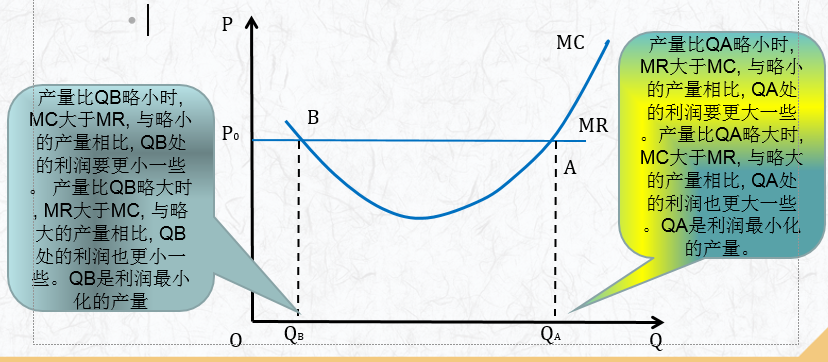 P
MC
产量比QA略小时,
MR大于MC, 与略小
的产量相比, QA处
的利润要更大一些
。产量比QA略大时,
MC大于MR, 与略大
的产量相比, QA处
的利润也更大一些
。QA是利润最小化
的产量。
产量比QB略小时,
MC大于MR, 与略小
的产量相比, QB处
的利润要更小一些
。 产量比QB略大时
, MR大于MC, 与略
大的产量相比, QB
处的利润也更小一
些。QB是利润最小
化的产量
B
MR
P₀
A
O
QB
QA
Q